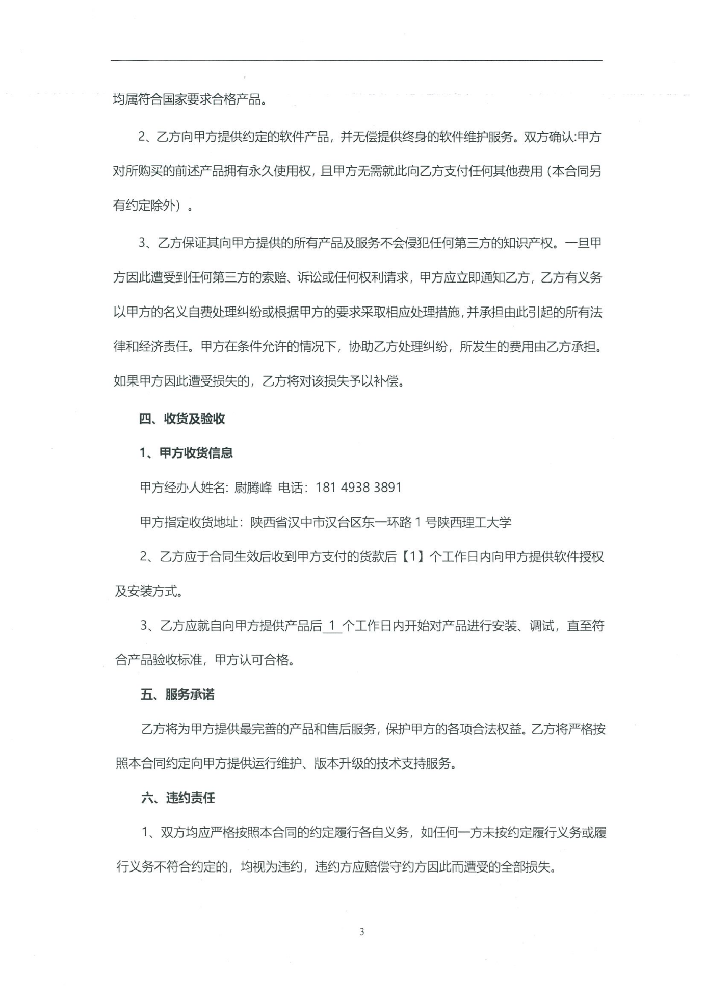 均属符合国家要求合格产品。
2、乙方向甲方提供约定的软件产品，并无偿提供终身的软件维护服务。双方确认:甲方
对所购买的前述产品拥有永久使用权，且甲方无需就此向乙方支付任何其他费用（本合同另
有约定除外）。
3、乙方保证其向甲方提供的所有产品及服务不会侵犯任何第三方的知识产权。一旦甲
方因此遭受到任何第三方的索赔、诉讼或任何权利请求，甲方应立即通知乙方，乙方有义务
以甲方的名义自费处理纠纷或根据甲方的要求采取相应处理措施，并承担由此引起的所有法
律和经济责任。甲方在条件允许的情况下，协助乙方处理纠纷，所发生的费用由乙方承担。
如果甲方因此遭受损失的，乙方将对该损失予以补偿。
四、收货及验收
1、甲方收货信息
甲方经办人姓名: 尉腾峰 电话：181 4938 3891
甲方指定收货地址：陕西省汉中市汉台区东一环路 1 号陕西理工大学
2、乙方应于合同生效后收到甲方支付的货款后【1】个工作日内向甲方提供软件授权
及安装方式。
3、乙方应就自向甲方提供产品后 1 个工作日内开始对产品进行安装、调试，直至符
合产品验收标准，甲方认可合格。
五、服务承诺
乙方将为甲方提供最完善的产品和售后服务，保护甲方的各项合法权益。乙方将严格按
照本合同约定向甲方提供运行维护、版本升级的技术支持服务。
六、违约责任
1、双方均应严格按照本合同的约定履行各自义务，如任何一方未按约定履行义务或履
行义务不符合约定的，均视为违约，违约方应赔偿守约方因此而遭受的全部损失。
3